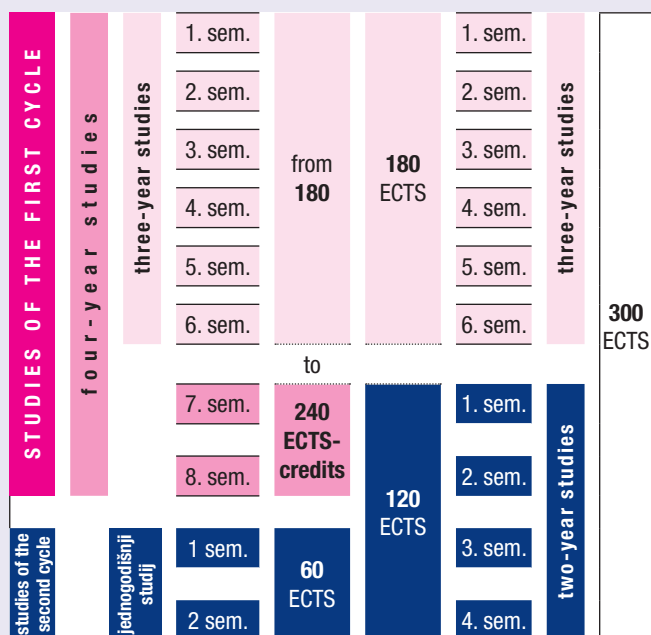 STUDIES OF THE FIRST CYCLE
four-year studies
three-year studies
1. sem.
2. sem.
3. sem.
4. sem.
5. sem.
6. sem.
7. sem.
8. sem.
from
180
to
240
ECTS-
credits
180
ECTS
1. sem.
2. sem.
3. sem.
4. sem.
5. sem.
6. sem.
three-year studies
300
ECTS
studies of the
second cycle
jednogodišnji
studij
1 sem.
2 sem.
60
ECTS
120
ECTS
1. sem.
2. sem.
3. sem.
4. sem.
two-year studies